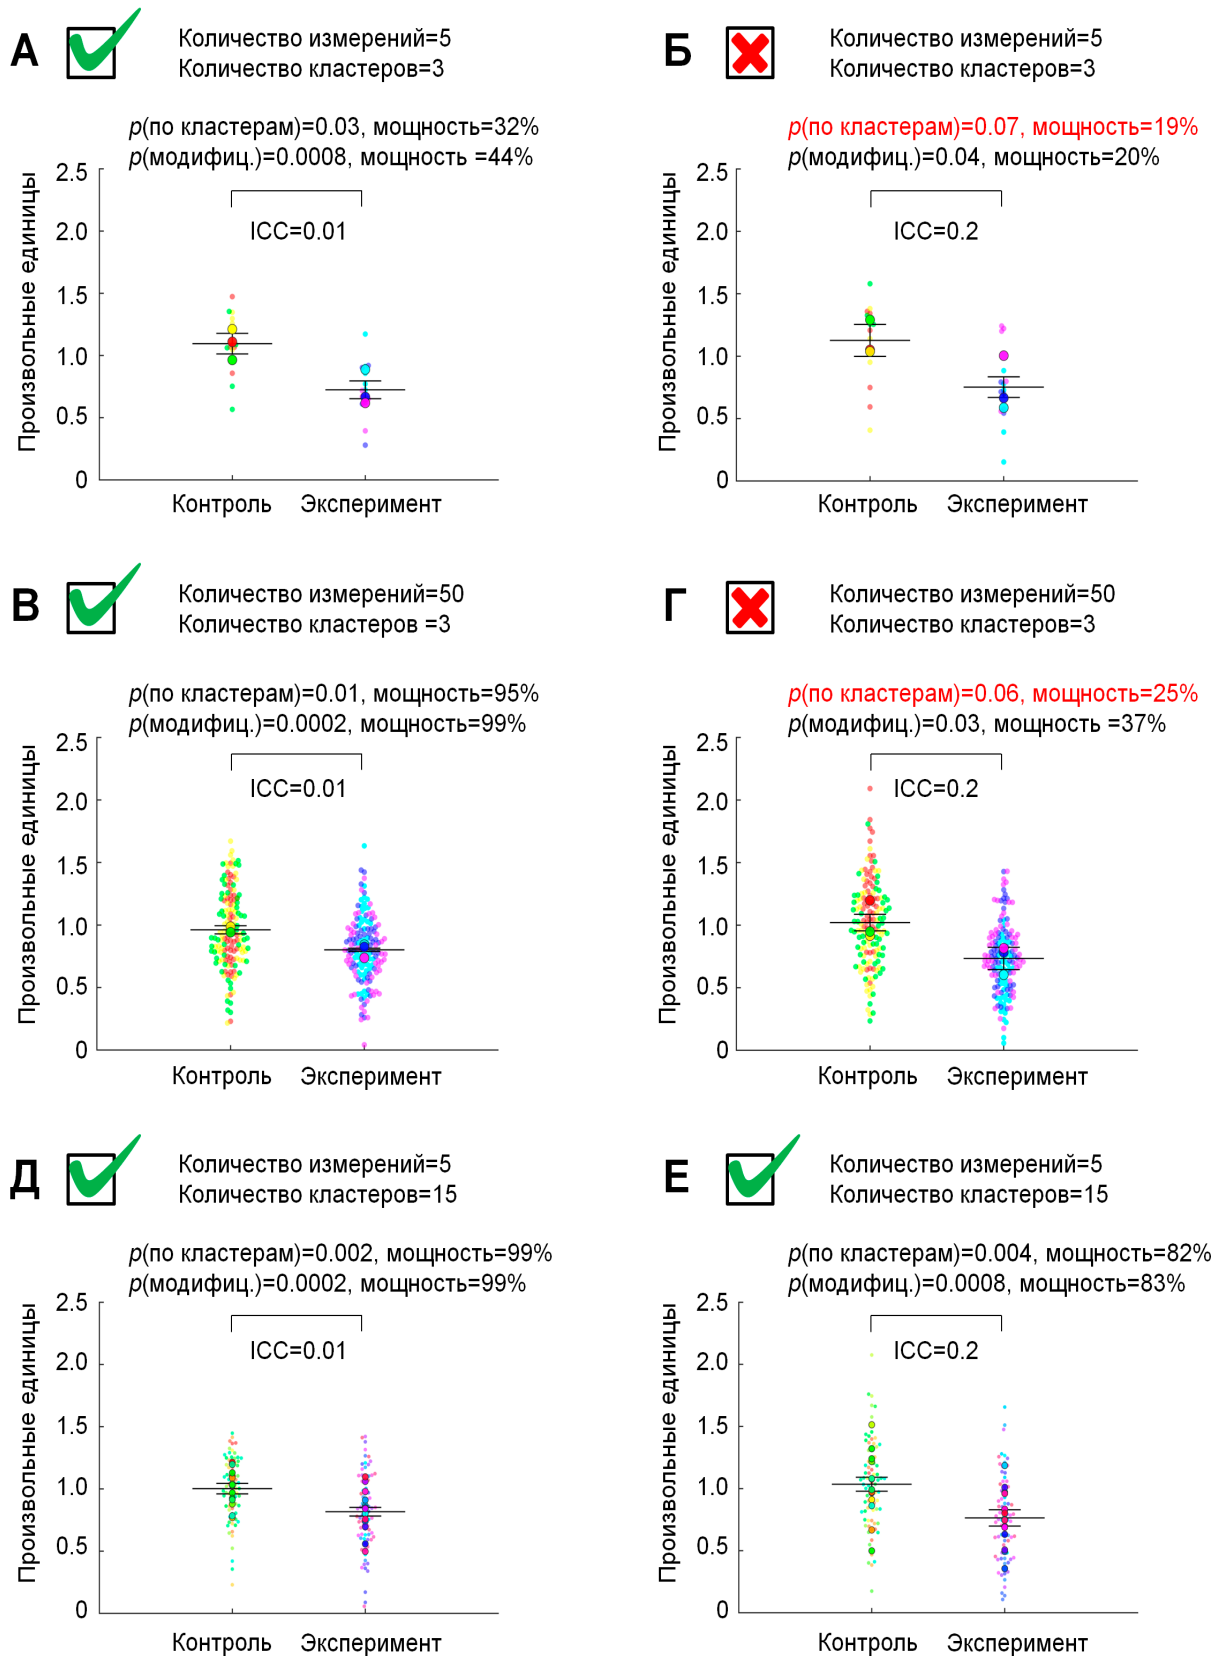 А
Количество измерений=5
Количество кластеров=3
p(по кластерам)=0.03, мощность=32%
p(модифиц.)=0.0008, мощность =44%
ICC=0.01
Произвольные единицы
2.5
2.0
1.5
1.0
0.5
0
Контроль Эксперимент
Б
Количество измерений=5
Количество кластеров=3
p(по кластерам)=0.07, мощность=19%
p(модифиц.)=0.04, мощность=20%
ICC=0.2
Произвольные единицы
2.5
2.0
1.5
1.0
0.5
0
Контроль Эксперимент
В
Количество измерений=50
Количество кластеров =3
p(по кластерам)=0.01, мощность=95%
p(модифиц.)=0.0002, мощность=99%
ICC=0.01
Произвольные единицы
2.5
2.0
1.5
1.0
0.5
0
Контроль Эксперимент
Г
Количество измерений=50
Количество кластеров=3
p(по кластерам)=0.06, мощность=25%
p(модифиц.)=0.03, мощность =37%
ICC=0.2
Произвольные единицы
2.5
2.0
1.5
1.0
0.5
0
Контроль Эксперимент
Д
Количество измерений=5
Количество кластеров=15
p(по кластерам)=0.002, мощность=99%
p(модифиц.)=0.0002, мощность=99%
ICC=0.01
Произвольные единицы
2.5
2.0
1.5
1.0
0.5
0
Контроль Эксперимент
Е
Количество измерений=5
Количество кластеров=15
p(по кластерам)=0.004, мощность=82%
p(модифиц.)=0.0008, мощность=83%
ICC=0.2
Произвольные единицы
2.5
2.0
1.5
1.0
0.5
0
Контроль Эксперимент